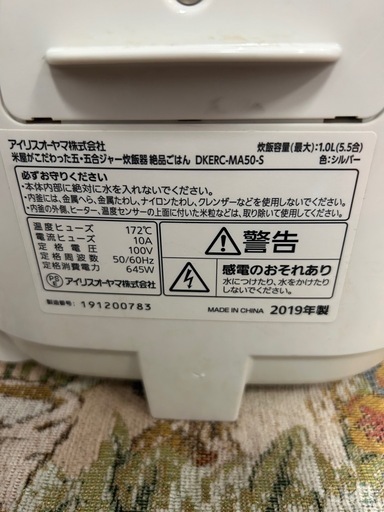 アイリスオーヤマ株式会社
炊飯容量(最大):1.0L(5.5合)
米屋がこだわった五・五合ジャー炊飯器 絶品ごはん DKERC-MA50-S
色:シルバー
必ずお守りください
・本体内部に絶対に水を入れないでください。
・内釜には、金属へら、金属たわし、ナイロンたわし、クレンザーなどを使用しないでください。
・内釜の外側、ヒーター、温度センサーの上面に付いた米粒などは、取り除いて使用してください。
温度ヒューズ 172℃
電流ヒューズ 10A
定格電圧 100V
定格周波数 50/60Hz
定格消費電力 645W
PSE アイリスオーヤマ株式会社
製造番号: 191200783
警告
感電のおそれあり
水につけたり、水をかけたり
しないでください。
MADE IN CHINA 2019年製